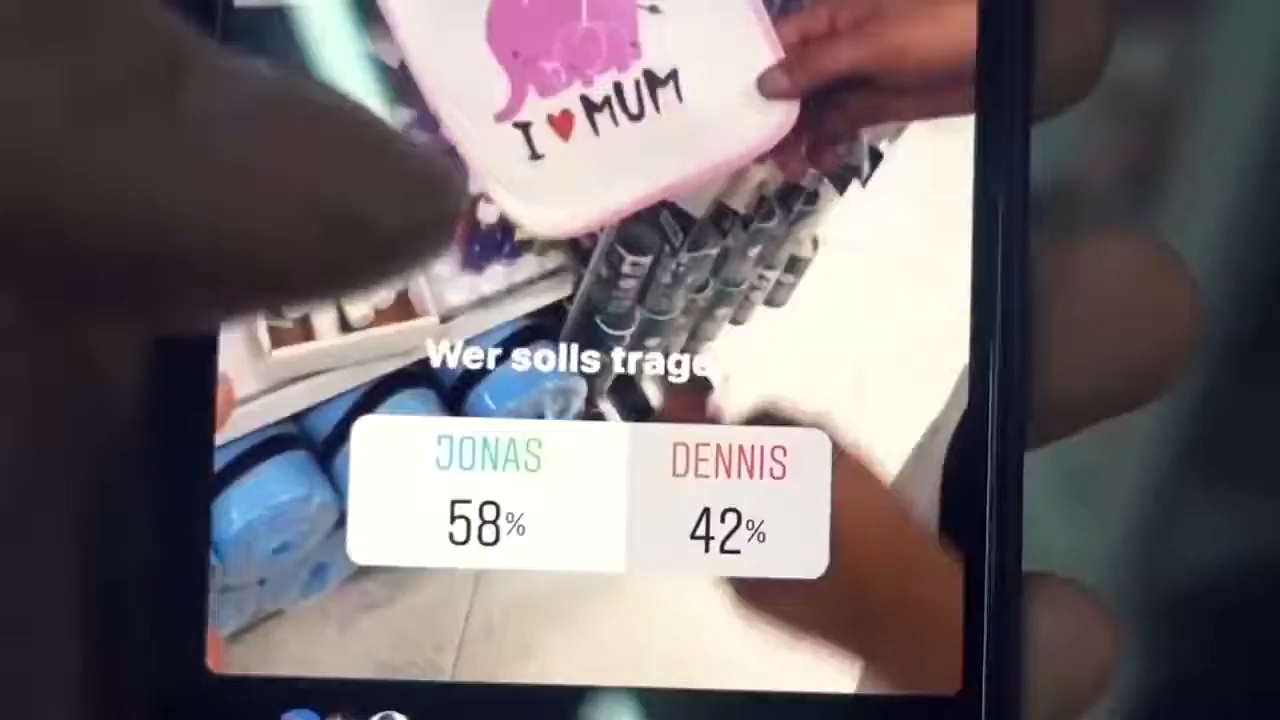 I ♥ MUM
Wer solls trage
JONAS
DENNIS
58%
42%